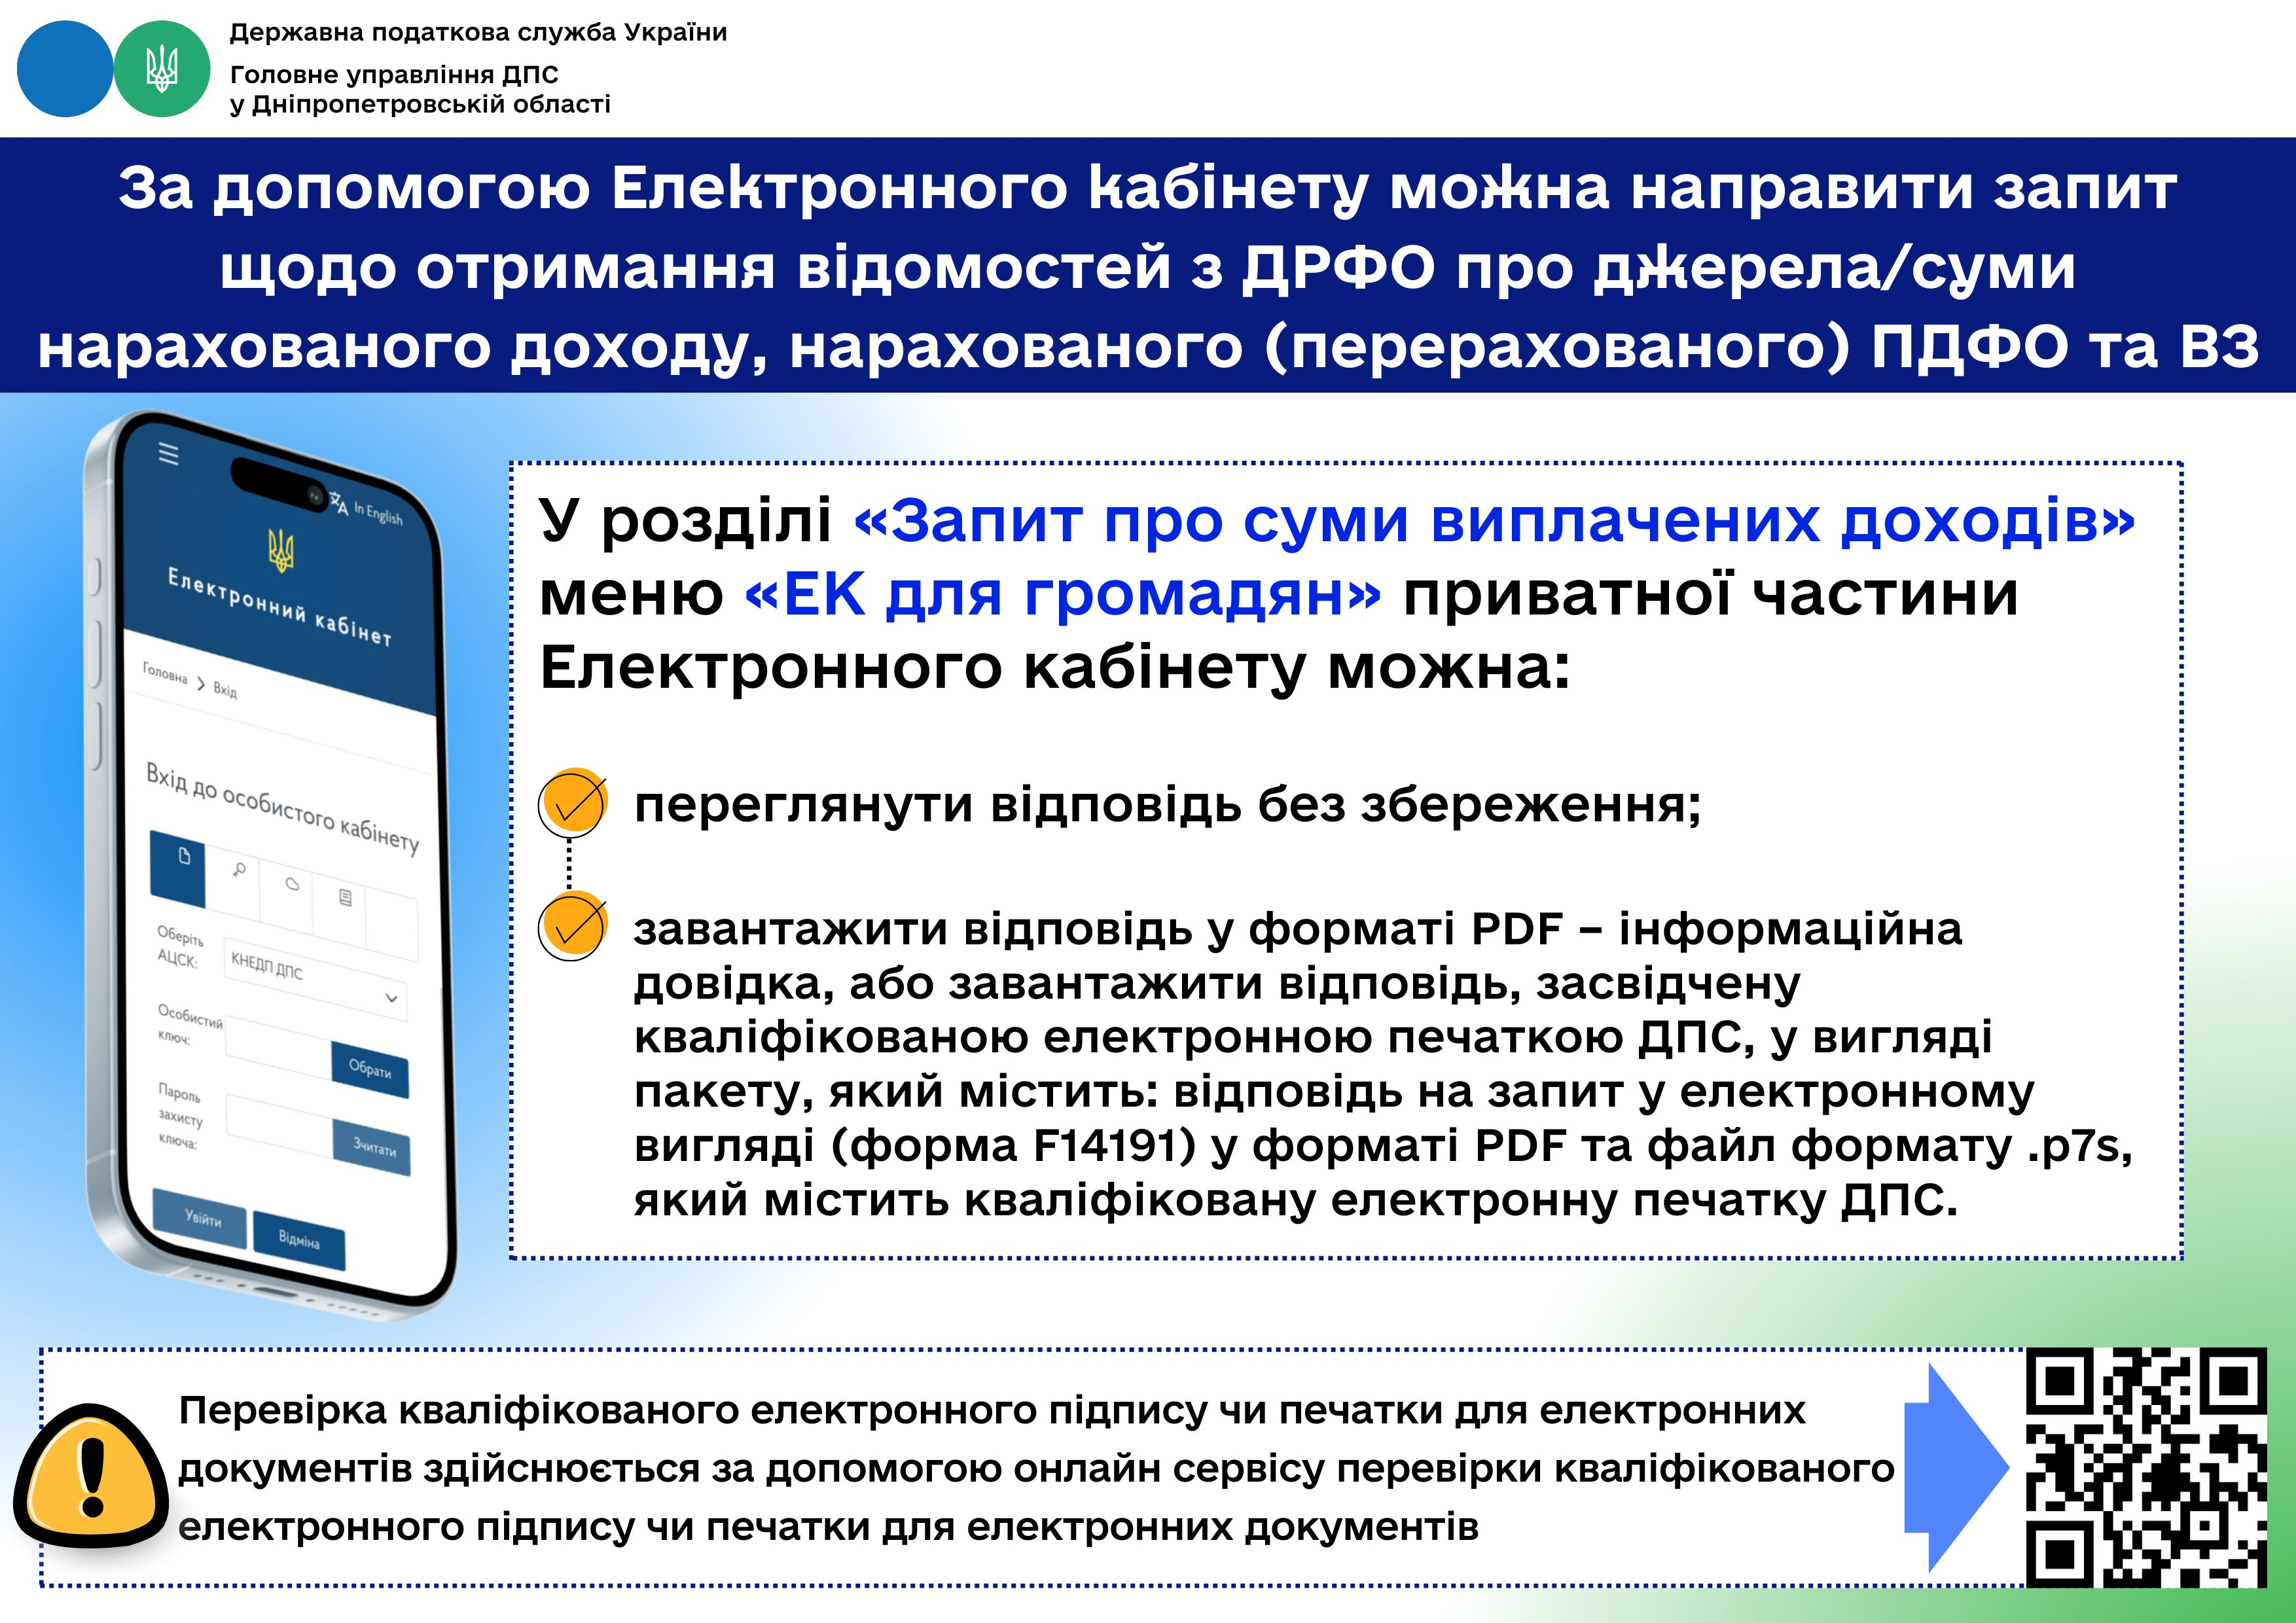 Державна податкова служба України
Головне управління ДПС
у Дніпропетровській області
За допомогою Електронного кабінету можна направити запит
щодо отримання відомостей з ДРФО про джерела/суми
нарахованого доходу, нарахованого (перерахованого) ПДФО та ВЗ
In English
Електронний кабінет
Головна > Вхід
Вхід до особистого кабінету
Оберіть
АЦСК:
КНЕДП ДПС
Особистий
ключ:
Обрати
Пароль
захисту
ключа:
Зчитати
Увійти
Відміна
У розділі «Запит про суми виплачених доходів»
меню «ЕК для громадян» приватної частини
Електронного кабінету можна:
переглянути відповідь без збереження;
завантажити відповідь у форматі PDF – інформаційна
довідка, або завантажити відповідь, засвідчену
кваліфікованою електронною печаткою ДПС, у вигляді
пакету, який містить: відповідь на запит у електронному
вигляді (форма F14191) у форматі PDF та файл формату .p7s,
який містить кваліфіковану електронну печатку ДПС.
Перевірка кваліфікованого електронного підпису чи печатки для електронних
документів здійснюється за допомогою онлайн сервісу перевірки кваліфікованого
електронного підпису чи печатки для електронних документів